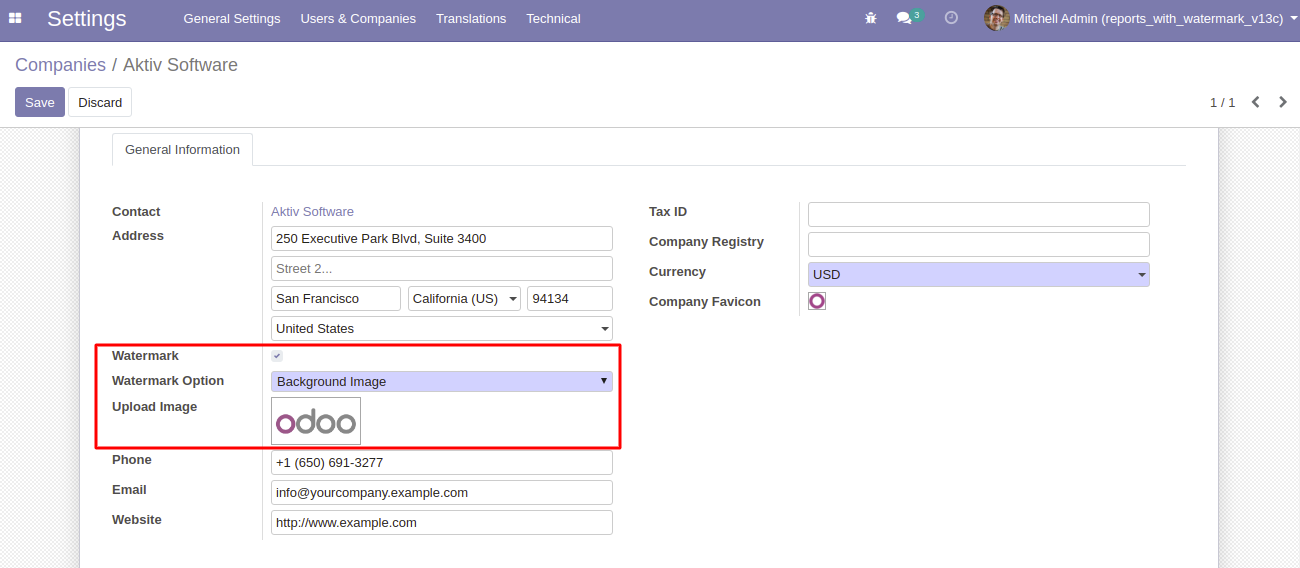 Settings General Settings Users & Companies Translations Technical 3 Mitchell Admin (reports_with_watermark_v13c)
Companies / Aktiv Software
Save Discard 1 / 1
General Information
Contact Aktiv Software
Address 250 Executive Park Blvd, Suite 3400
Street 2...
San Francisco California (US) 94134
United States
Watermark
Watermark Option Background Image
Upload Image odoo
Phone +1 (650) 691-3277
Email info@yourcompany.example.com
Website http://www.example.com
Tax ID
Company Registry
Currency USD
Company Favicon